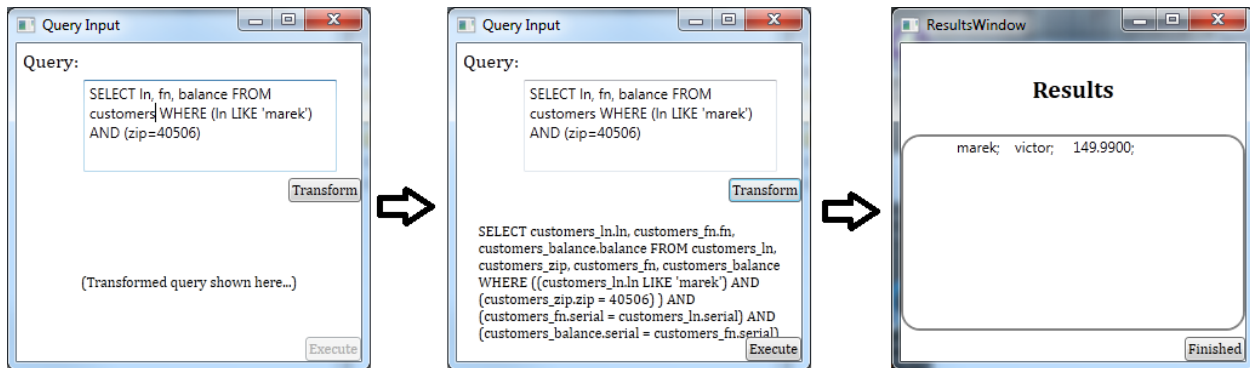 Query Input
Query:
SELECT ln, fn, balance FROM
customers WHERE (ln LIKE 'marek')
AND (zip=40506)
Transform
(Transformed query shown here...)
Execute
Query Input
Query:
SELECT ln, fn, balance FROM
customers WHERE (ln LIKE 'marek')
AND (zip=40506)
Transform
SELECT customers_ln.ln, customers_fn.fn,
customers_balance.balance FROM customers_ln,
customers_zip, customers_fn, customers_balance
WHERE ((customers_ln.ln LIKE 'marek') AND
(customers_zip.zip = 40506) ) AND
(customers_fn.serial = customers_ln.serial) AND
(customers_balance.serial = customers_fn.serial)
Execute
ResultsWindow
Results
marek; victor; 149.9900;
Finished